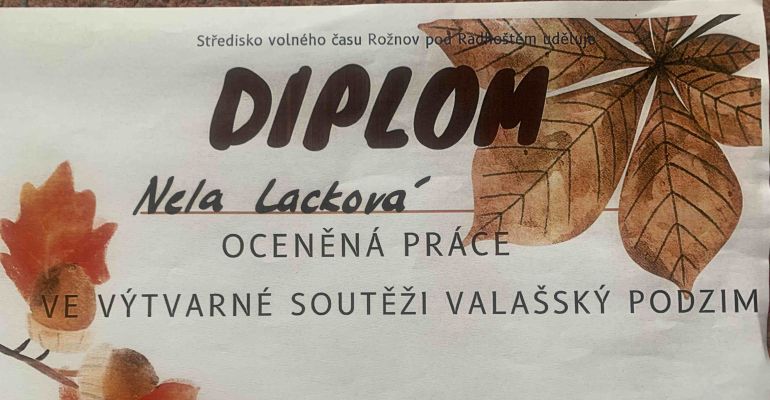 Středisko volného času Rožnov pod Radhoštěm uděluje
DIPLOM
Nela Lacková
OCENĚNÁ PRÁCE
VE VÝTVARNÉ SOUTĚŽI VALAŠSKÝ PODZIM